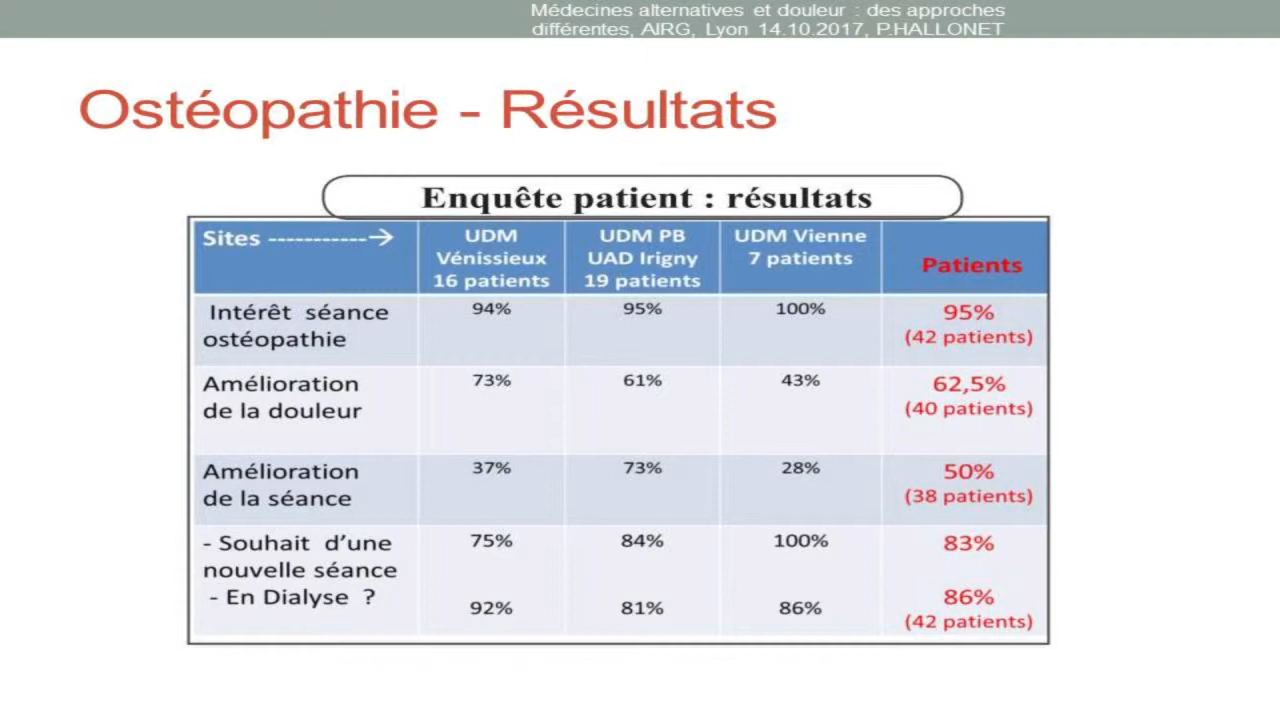 Médecines alternatives et douleur : des approches
différentes, AIRG, Lyon 14.10.2017, P.HALLONET
Ostéopathie - Résultats
Enquête patient : résultats
Sites -----------→ UDM Vénissieux 16 patients UDM PB UAD Irigny 19 patients UDM Vienne 7 patients Patients
Intérêt séance ostéopathie 94% 95% 100% 95% (42 patients)
Amélioration de la douleur 73% 61% 43% 62,5% (40 patients)
Amélioration de la séance 37% 73% 28% 50% (38 patients)
- Souhait d'une nouvelle séance 75% 84% 100% 83%
- En Dialyse ? 92% 81% 86% 86% (42 patients)